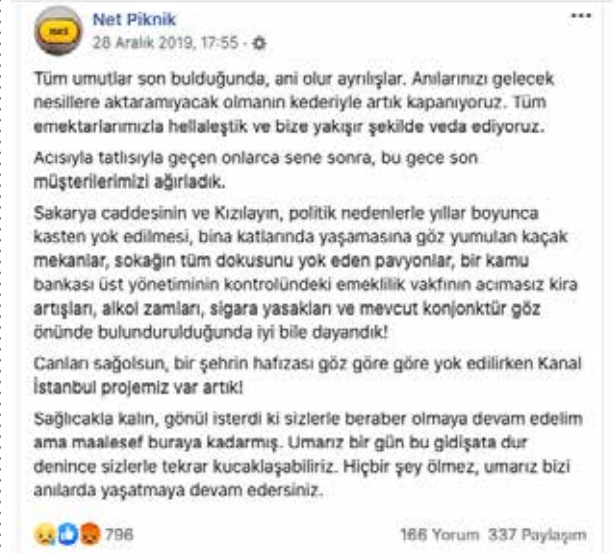 Net Piknik
28 Aralık 2019, 17:55 ·
Tüm umutlar son bulduğunda, ani olur ayrılışlar. Anılarınızı gelecek
nesillere aktaramıyacak olmanın kederiyle artık kapanıyoruz. Tüm
emektarlarımızla hellaleştik ve bize yakışır şekilde veda ediyoruz.
Acısıyla tatlısıyla geçen onlarca sene sonra, bu gece son
müşterilerimizi ağırladık.
Sakarya caddesinin ve Kızılayın, politik nedenlerle yıllar boyunca
kasten yok edilmesi, bina katlarında yaşamasına göz yumulan kaçak
mekanlar, sokağın tüm dokusunu yok eden pavyonlar, bir kamu
bankası üst yönetiminin kontrolündeki emeklilik vakfının acımasız kira
artışları, alkol zamları, sigara yasakları ve mevcut konjonktür göz
önünde bulundurulduğunda iyi bile dayandık!
Canları sağolsun, bir şehrin hafızası göz göre göre yok edilirken Kanal
İstanbul projemiz var artık!
Sağlıcakla kalın, gönül isterdi ki sizlerle beraber olmaya devam edelim
ama maalesef buraya kadarmış. Umarız bir gün bu gidişata dur
denince sizlerle tekrar kucaklaşabiliriz. Hiçbir şey ölmez, umarız bizi
anılarda yaşatmaya devam edersiniz.
796
166 Yorum 337 Paylaşım